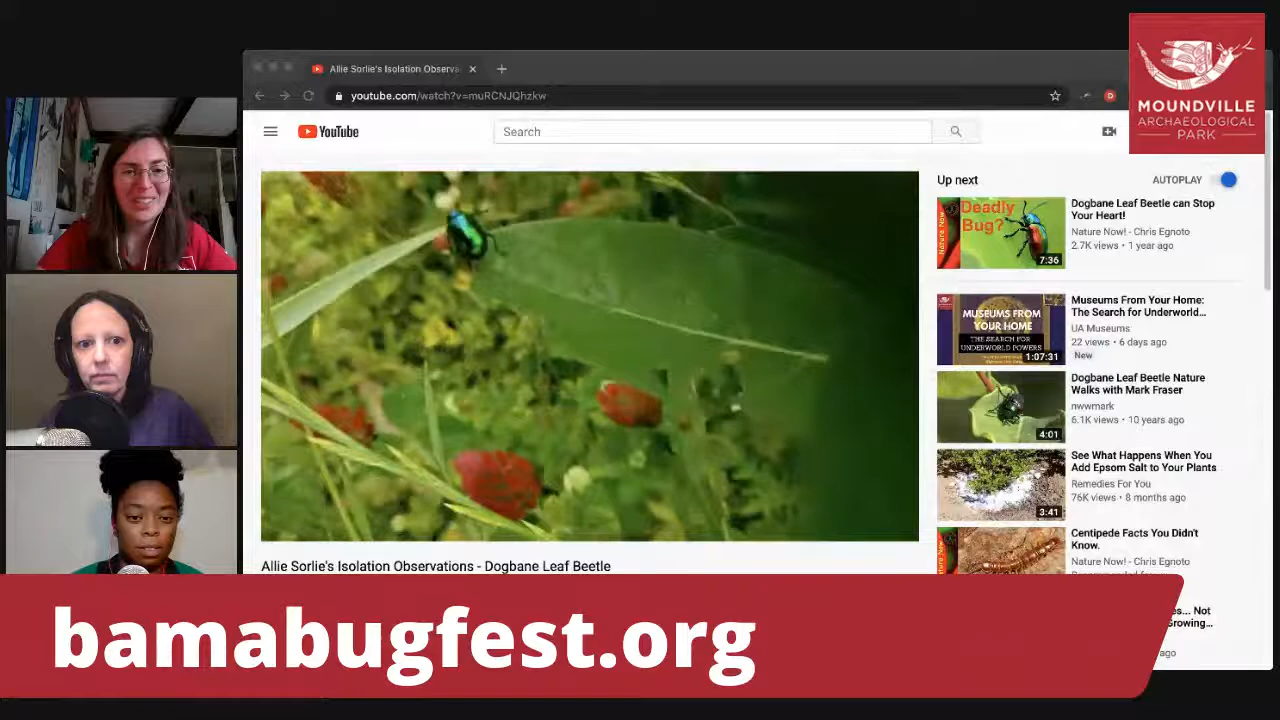 Allie Sorlie's Isolation Observa
youtube.com/watch?v=muRCNJQhzkw
D
YouTube
Search
MOUNDVILLE
ARCHAEOLOGICAL
PARK
Up next
AUTOPLAY
Deadly
Bug?
Nature Now!
7:36
Dogbane Leaf Beetle can Stop
Your Heart!
Nature Now! - Chris Egnoto
2.7K views • 1 year ago
MUSEUMS FROM
YOUR HOME
THE SEARCH FOR
UNDERWORLD POWERS
1:07:31
Museums From Your Home:
The Search for Underworld...
UA Museums
22 views • 6 days ago
New
4:01
Dogbane Leaf Beetle Nature
Walks with Mark Fraser
nwwmark
6.1K views • 10 years ago
3:41
See What Happens When You
Add Epsom Salt to Your Plants
Remedies For You
76K views • 8 months ago
Centipede Facts You Didn't
Know.
Nature Now! - Chris Egnoto
Allie Sorlie's Isolation Observations - Dogbane Leaf Beetle
es... Not
Growing...
ago
bamabugfest.org